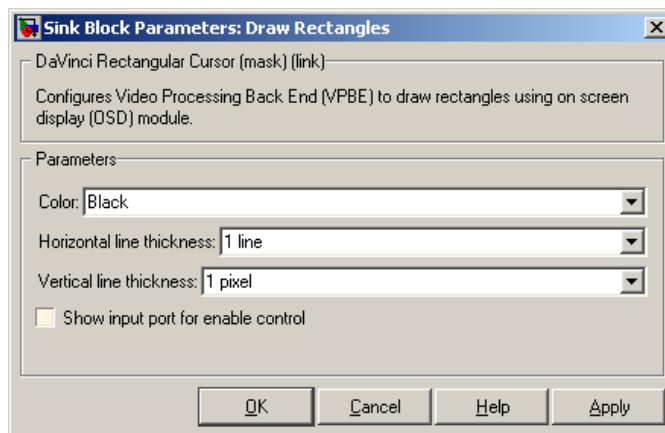 Sink Block Parameters: Draw Rectangles
DaVinci Rectangular Cursor (mask) (link)
Configures Video Processing Back End (VPBE) to draw rectangles using on screen
display (OSD) module.
Parameters
Color: Black
Horizontal line thickness: 1 line
Vertical line thickness: 1 pixel
Show input port for enable control
OK Cancel Help Apply